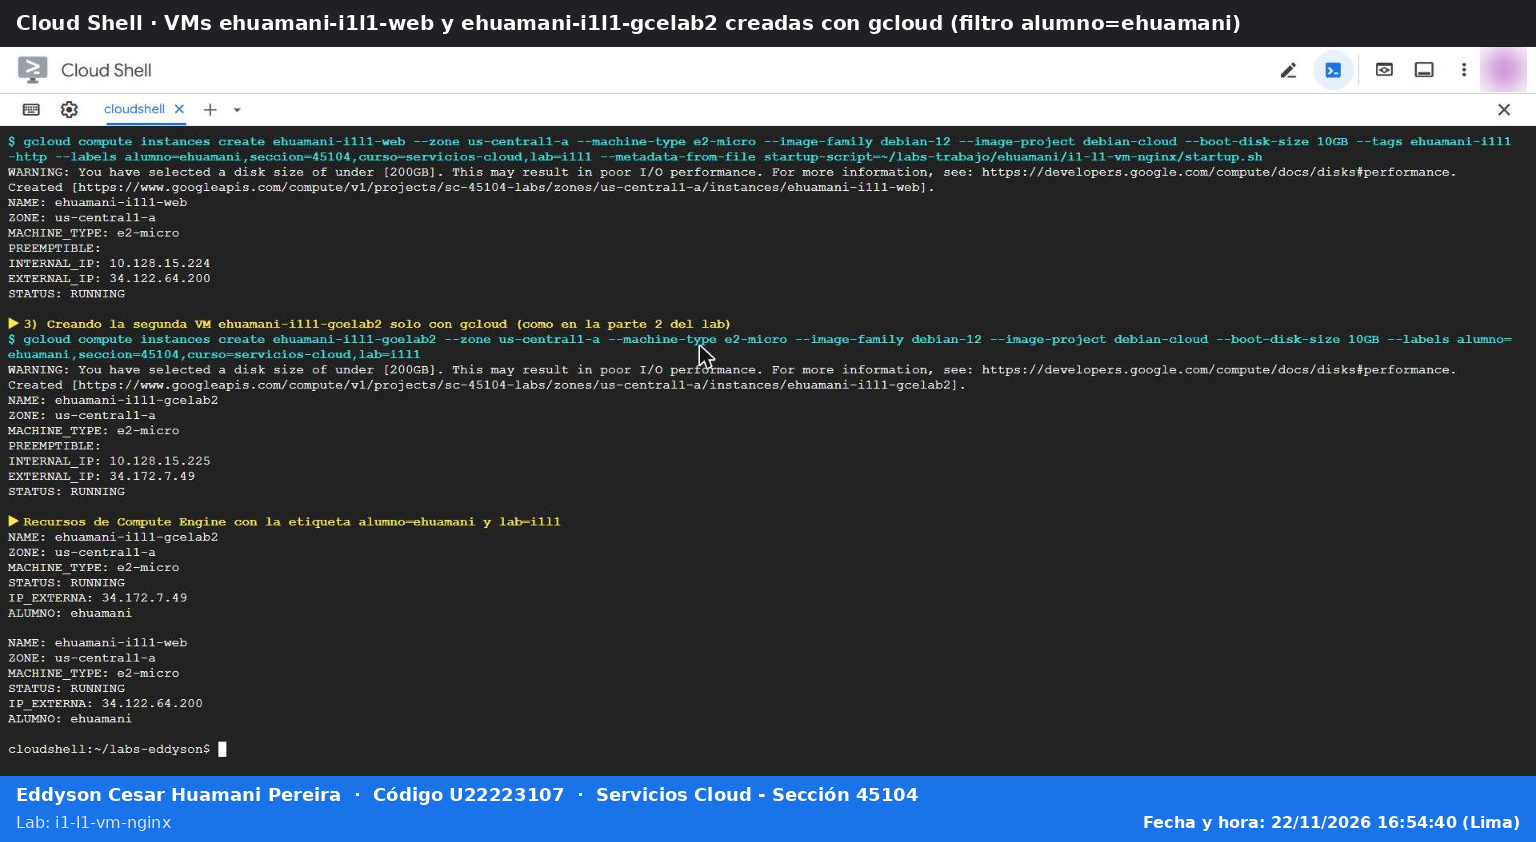 Cloud Shell · VMs ehuamani-i1l1-web y ehuamani-i1l1-gcelab2 creadas con gcloud (filtro alumno=ehuamani)
Cloud Shell
cloudshell
$ gcloud compute instances create ehuamani-i1l1-web --zone us-central1-a --machine-type e2-micro --image-family debian-12 --image-project debian-cloud --boot-disk-size 10GB --tags ehuamani-i1l1
-http --labels alumno=ehuamani,seccion=45104,curso=servicios-cloud,lab=i1l1 --metadata-from-file startup-script=~/labs-trabajo/ehuamani/i1-l1-vm-nginx/startup.sh
WARNING: You have selected a disk size of under [200GB]. This may result in poor I/O performance. For more information, see: https://developers.google.com/compute/docs/disks#performance.
Created [https://www.googleapis.com/compute/v1/projects/sc-45104-labs/zones/us-central1-a/instances/ehuamani-i1l1-web].
NAME: ehuamani-i1l1-web
ZONE: us-central1-a
MACHINE_TYPE: e2-micro
PREEMPTIBLE:
INTERNAL_IP: 10.128.15.224
EXTERNAL_IP: 34.122.64.200
STATUS: RUNNING
▶ 3) Creando la segunda VM ehuamani-i1l1-gcelab2 solo con gcloud (como en la parte 2 del lab)
$ gcloud compute instances create ehuamani-i1l1-gcelab2 --zone us-central1-a --machine-type e2-micro --image-family debian-12 --image-project debian-cloud --boot-disk-size 10GB --labels alumno=
ehuamani,seccion=45104,curso=servicios-cloud,lab=i1l1
WARNING: You have selected a disk size of under [200GB]. This may result in poor I/O performance. For more information, see: https://developers.google.com/compute/docs/disks#performance.
Created [https://www.googleapis.com/compute/v1/projects/sc-45104-labs/zones/us-central1-a/instances/ehuamani-i1l1-gcelab2].
NAME: ehuamani-i1l1-gcelab2
ZONE: us-central1-a
MACHINE_TYPE: e2-micro
PREEMPTIBLE:
INTERNAL_IP: 10.128.15.225
EXTERNAL_IP: 34.172.7.49
STATUS: RUNNING
▶ Recursos de Compute Engine con la etiqueta alumno=ehuamani y lab=i1l1
NAME: ehuamani-i1l1-gcelab2
ZONE: us-central1-a
MACHINE_TYPE: e2-micro
STATUS: RUNNING
IP_EXTERNA: 34.172.7.49
ALUMNO: ehuamani
NAME: ehuamani-i1l1-web
ZONE: us-central1-a
MACHINE_TYPE: e2-micro
STATUS: RUNNING
IP_EXTERNA: 34.122.64.200
ALUMNO: ehuamani
cloudshell:~/labs-eddyson$
Eddyson Cesar Huamani Pereira · Código U22223107 · Servicios Cloud - Sección 45104
Lab: i1-l1-vm-nginx
Fecha y hora: 22/11/2026 16:54:40 (Lima)